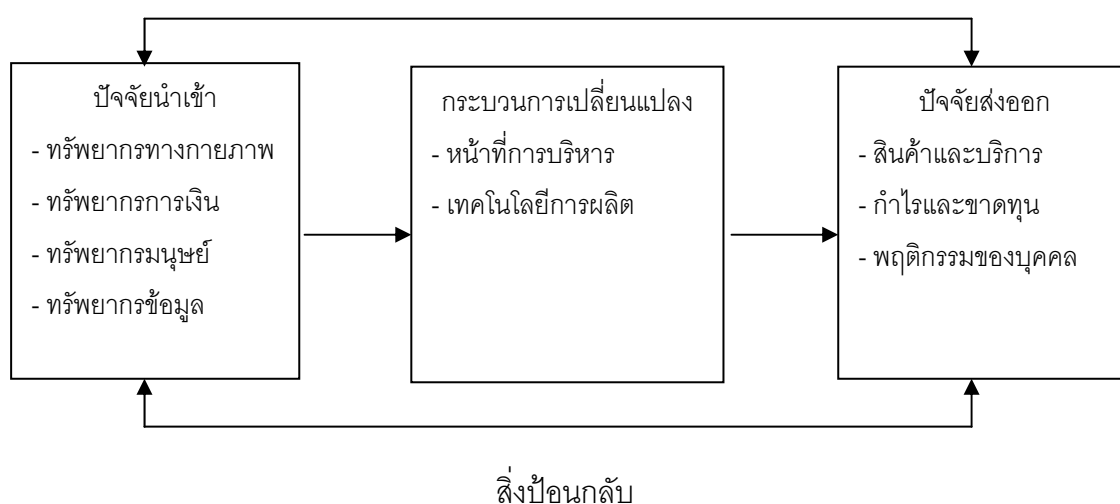 ปัจจัยนำเข้า
- ทรัพยากรทางกายภาพ
- ทรัพยากรการเงิน
- ทรัพยากรมนุษย์
- ทรัพยากรข้อมูล
กระบวนการเปลี่ยนแปลง
- หน้าที่การบริหาร
- เทคโนโลยีการผลิต
ปัจจัยส่งออก
- สินค้าและบริการ
- กำไรและขาดทุน
- พฤติกรรมของบุคคล
สิ่งป้อนกลับ